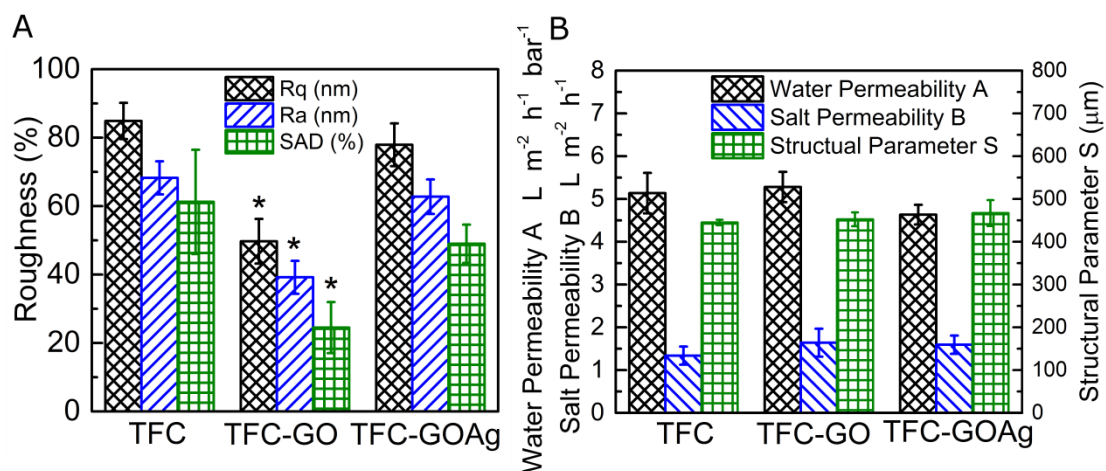 A
Roughness (%)
100
80
60
40
20
0
Rq (nm)
Ra (nm)
SAD (%)
*
*
*
TFC
TFC-GO
TFC-GOAg
B
Water Permeability A L m⁻² h⁻¹ bar⁻¹
Salt Permeability B L m⁻² h⁻¹
8
7
6
5
4
3
2
1
0
Water Permeability A
Salt Permeability B
Structual Parameter S
800
700
600
500
400
300
200
100
0
Structural Parameter S (µm)
TFC
TFC-GO
TFC-GOAg